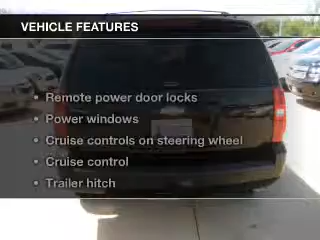 VEHICLE FEATURES
• Remote power door locks
• Power windows
• Cruise controls on steering wheel
• Cruise control
• Trailer hitch